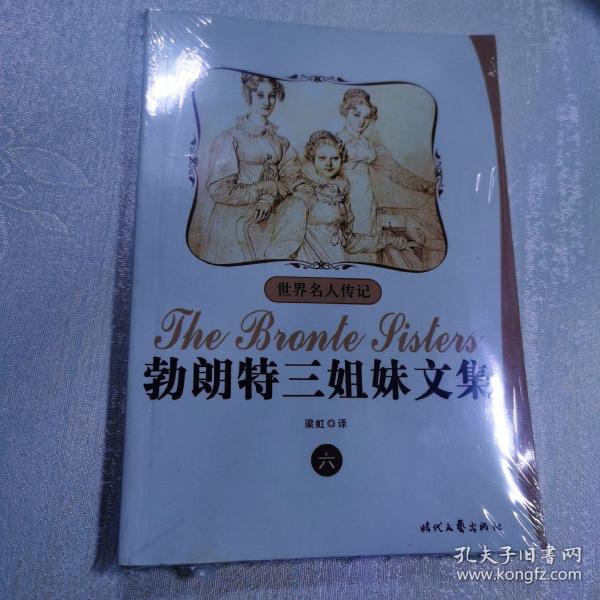 世界名人传记
The Bronte Sisters
勃朗特三姐妹文集
梁虹◎译
六
时代文艺出版社
孔夫子旧书网
www.kongfz.com